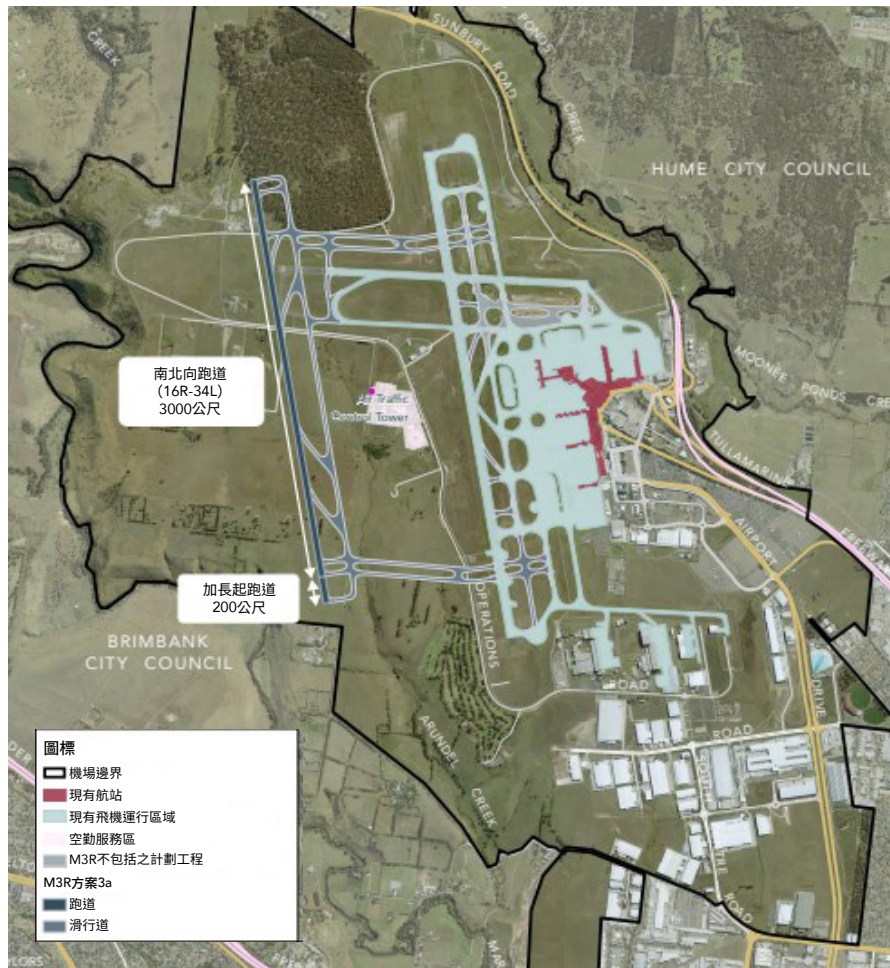 SUNBURY ROAD
PONDS CREEK
CREEK
HUME CITY COUNCIL
南北向跑道
(16R-34L)
3000公尺
Air Traffic
Control Tower
MOONEE PONDS
TULLAMARINE
AIRPORT
DRIVE
加長起跑道
200公尺
OPERATIONS
ROAD
BRIMBANK
CITY COUNCIL
ARUNDEL
CREEK
ROAD
ROAD
圖標
機場邊界
現有航站
現有飛機運行區域
空勤服務區
M3R不包括之計劃工程
M3R方案3a
跑道
滑行道